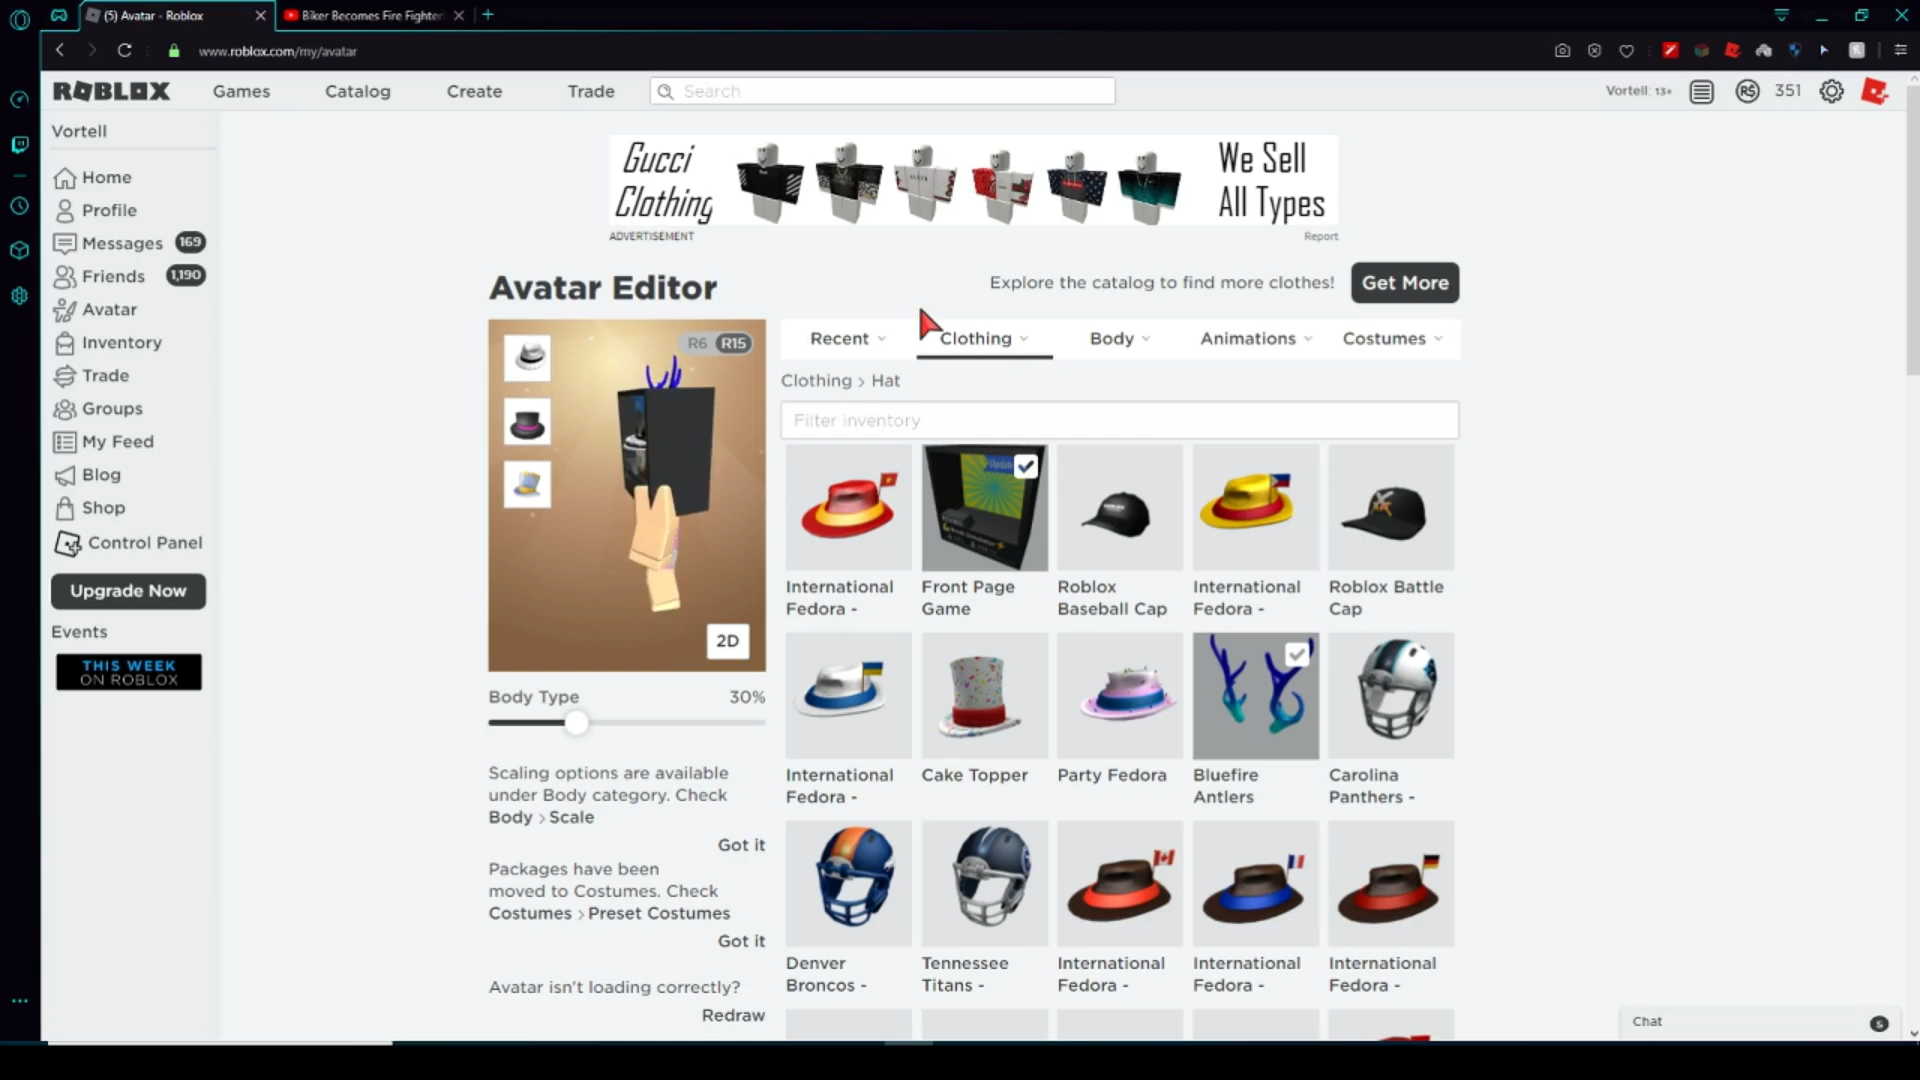 (5) Avatar - Roblox
Biker Becomes Fire Fighter
www.roblox.com/my/avatar
ROBLOX
Games
Catalog
Create
Trade
Search
Vortell: 13+
R$
351
Vortell
Home
Profile
Messages
169
Friends
1,190
Avatar
Inventory
Trade
Groups
My Feed
Blog
Shop
Control Panel
Upgrade Now
Events
THIS WEEK
ON ROBLOX
Gucci
Clothing
We Sell
All Types
ADVERTISEMENT
Report
Avatar Editor
Explore the catalog to find more clothes!
Get More
R6
R15
2D
Body Type
30%
Scaling options are available
under Body category. Check
Body > Scale
Got it
Packages have been
moved to Costumes. Check
Costumes > Preset Costumes
Got it
Avatar isn't loading correctly?
Redraw
Recent
Clothing
Body
Animations
Costumes
Clothing > Hat
Filter inventory
International
Fedora -
Front Page
Game
Roblox
Baseball Cap
International
Fedora -
Roblox Battle
Cap
International
Fedora -
Cake Topper
Party Fedora
Bluefire
Antlers
Carolina
Panthers -
Denver
Broncos -
Tennessee
Titans -
International
Fedora -
International
Fedora -
International
Fedora -
Chat
5